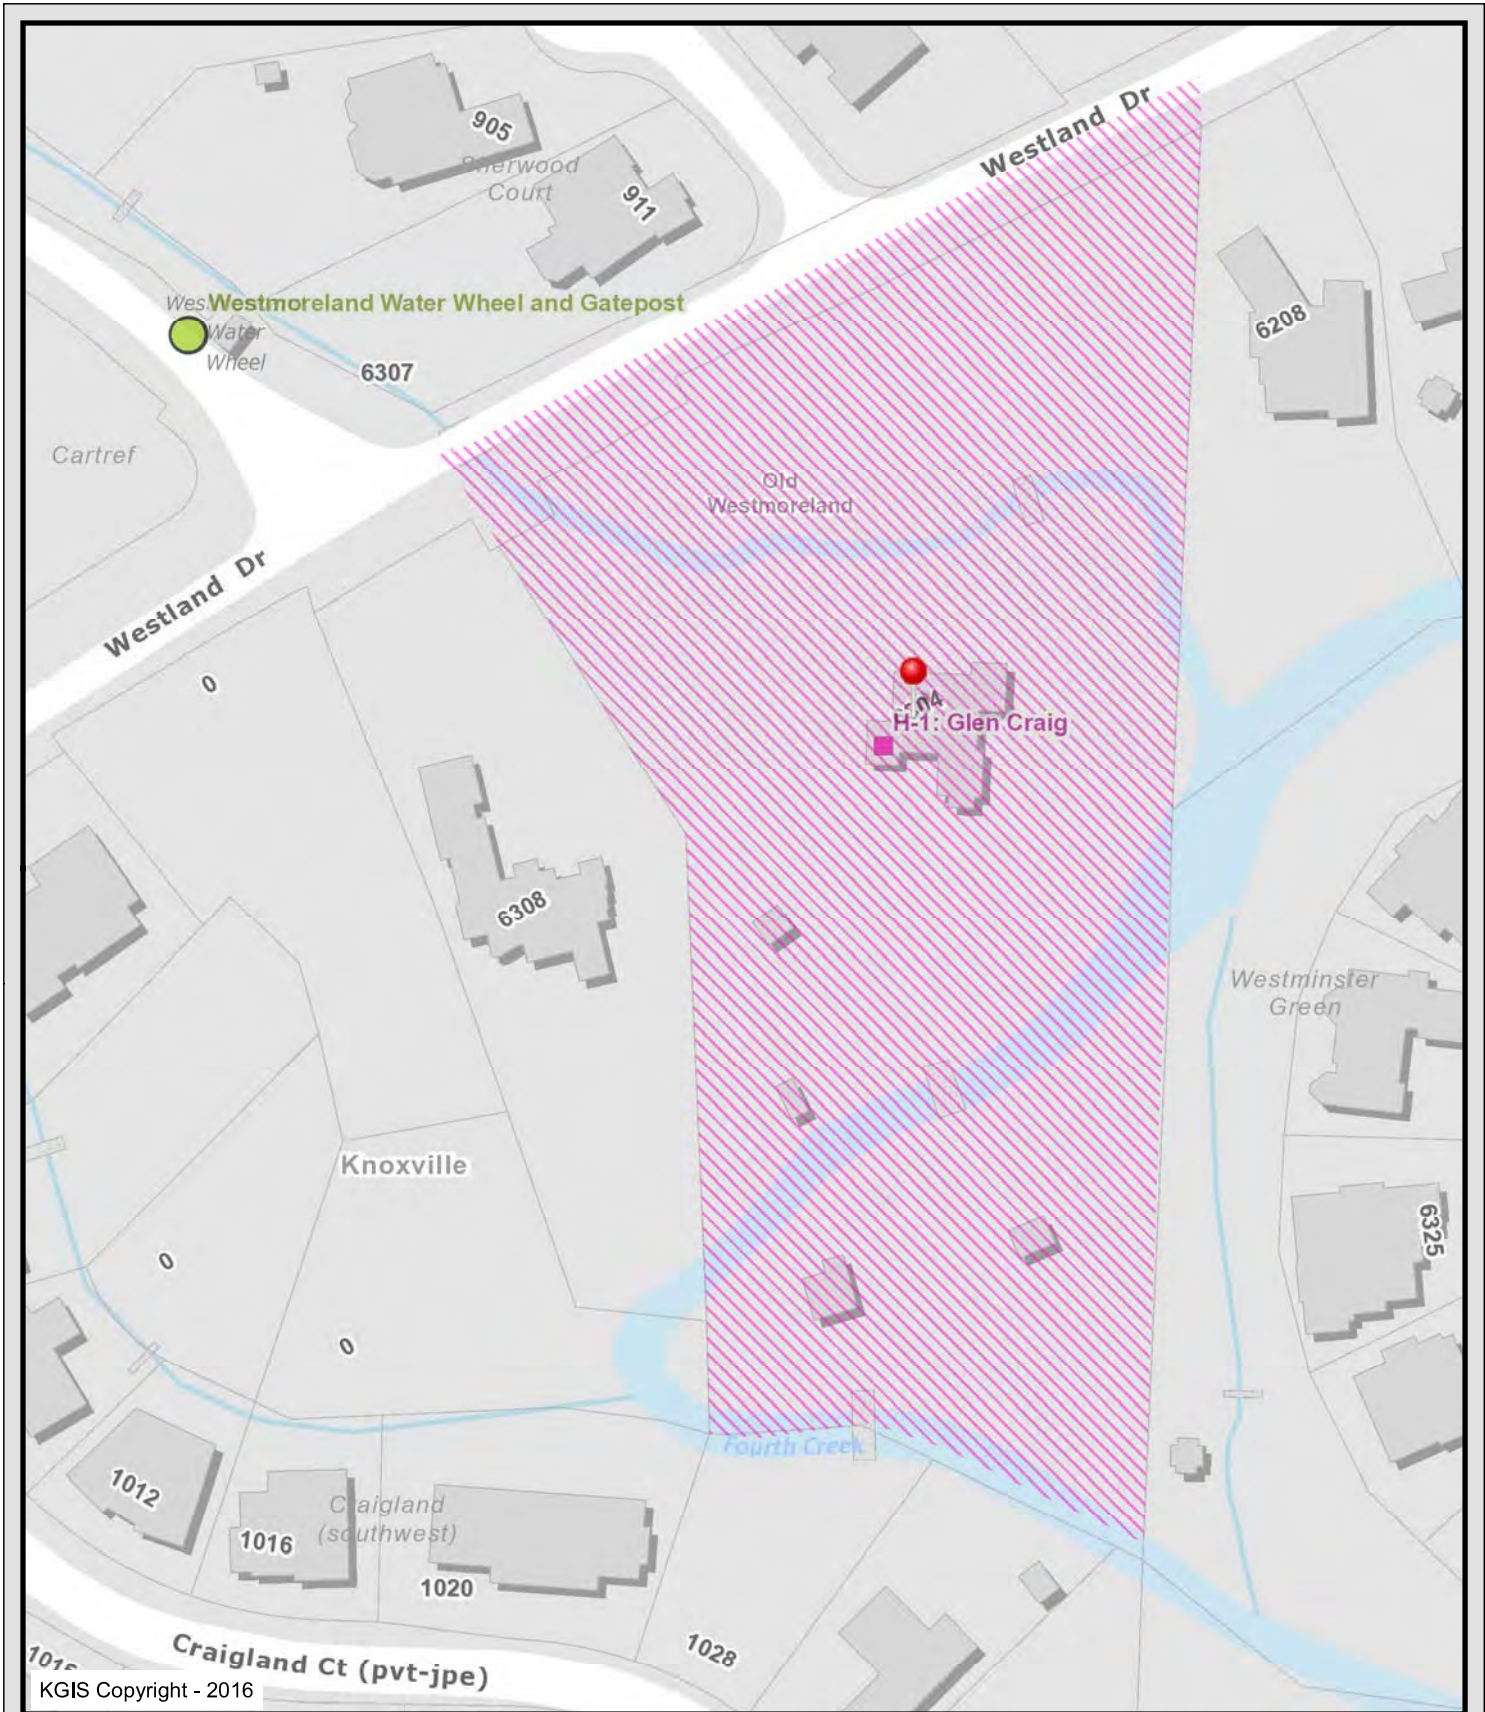 Westland Dr
905
Sherwood
Court
911
Westmoreland Water Wheel and Gatepost
Water
Wheel
6307
6208
Cartref
Old
Westmoreland
Westland Dr
0
H-1: Glen Craig
6308
Westminster
Green
Knoxville
6325
0
0
Fourth Creek
1012
Craigland
(southwest)
1016
1020
1028
Craigland Ct (pvt-jpe)
KGIS Copyright - 2016